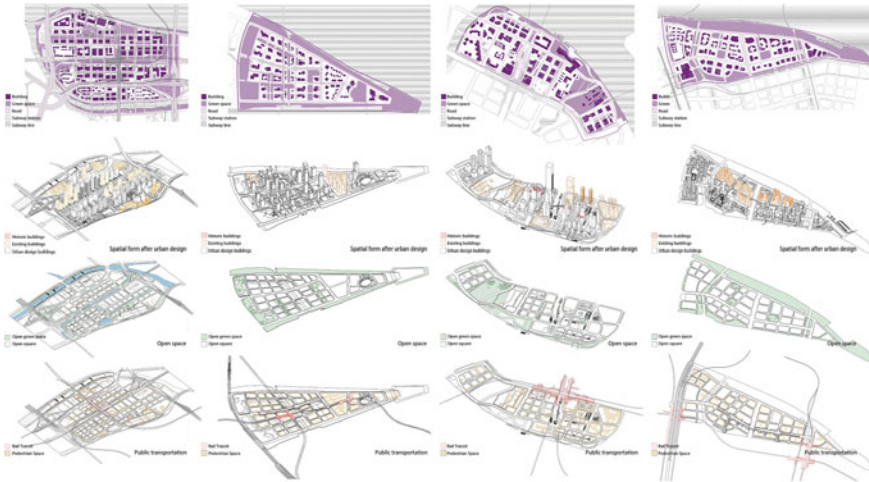 Building
Green space
Road
Subway station
Subway line
Building
Green space
Road
Subway station
Subway line
Building
Green space
Road
Subway station
Subway line
Buildin
Green
Road
Subway station
Subway line
Historic buildings
Existing buildings
Urban design buildings
Spatial form after urban design
Historic buildings
Existing buildings
Urban design buildings
Spatial form after urban design
Historic buildings
Existing buildings
Urban design buildings
Spatial form after urban design
Historic buildings
Existing buildings
Urban design buildings
Spatial form after urban design
Open green space
Open square
Open space
Open green space
Open square
Open space
Open green space
Open square
Open space
Open green space
Open square
Open space
Rail Transit
Pedestrian Space
Public transportation
Rail Transit
Pedestrian Space
Public transportation
Rail Transit
Pedestrian Space
Public transportation
Rail Transit
Pedestrian Space
Public transportation